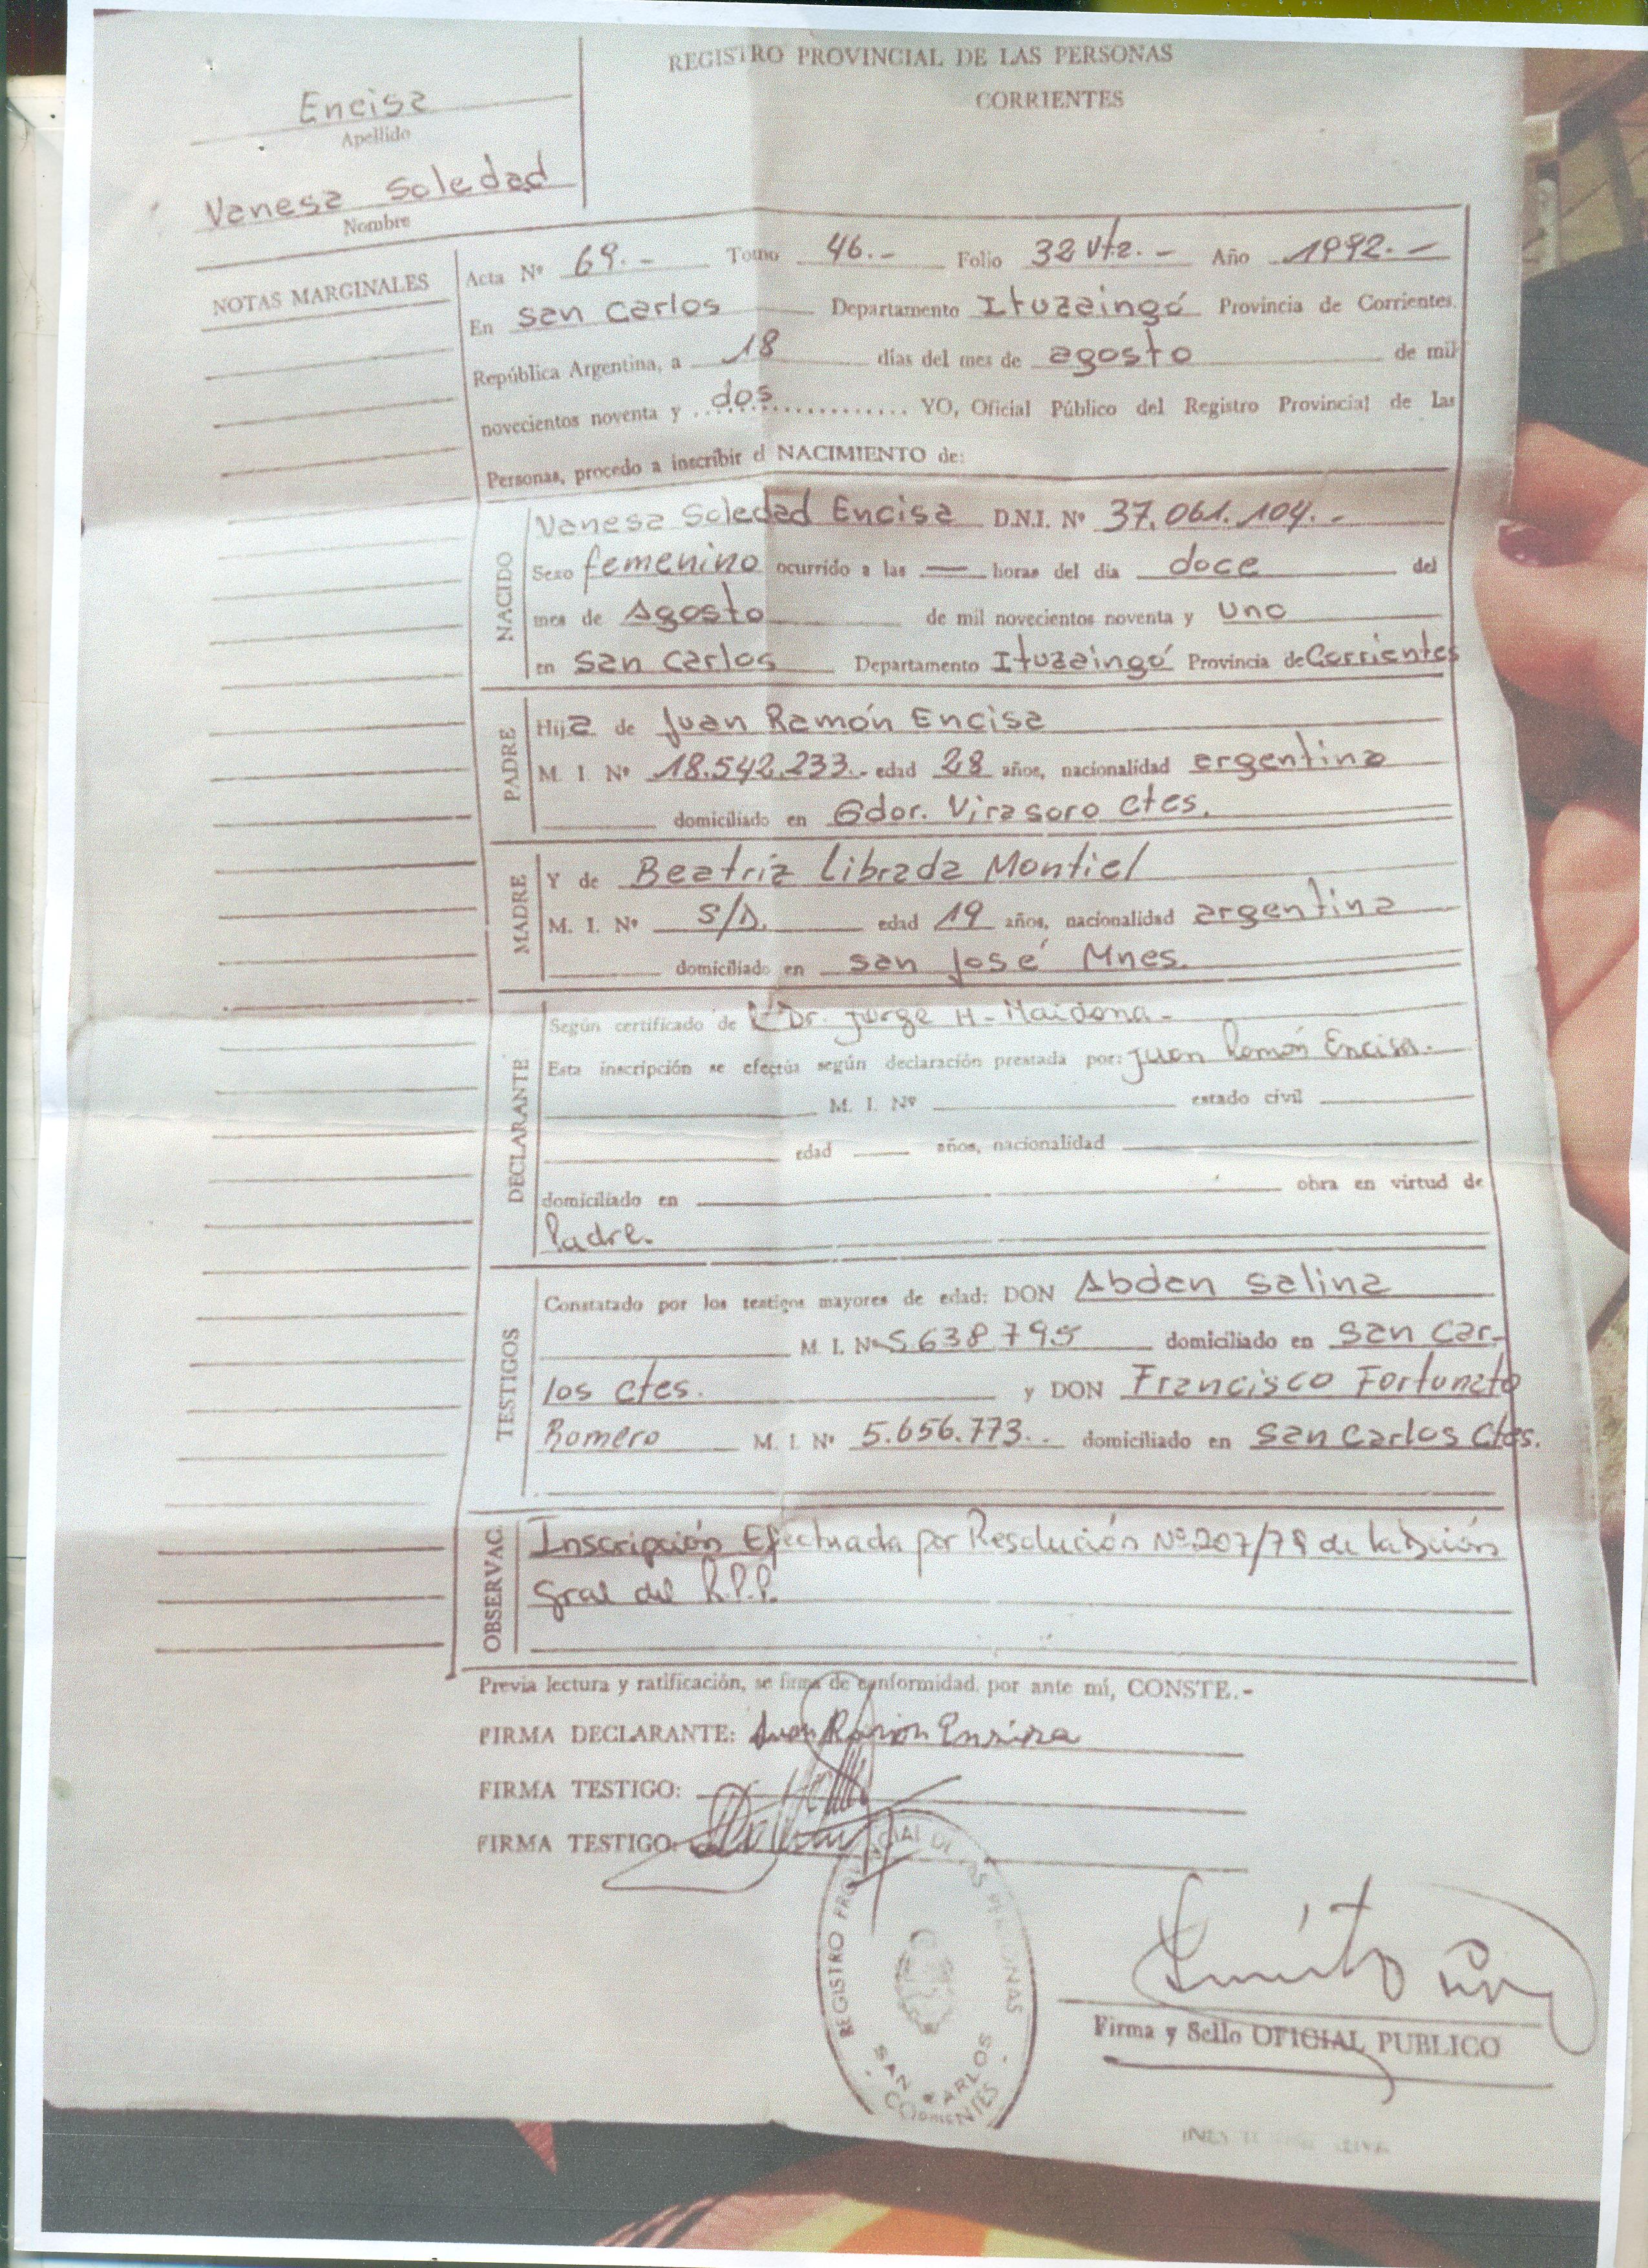 REGISTRO PROVINCIAL DE LAS PERSONAS
CORRIENTES
Encisa
Apellido
Vanesa Soledad
Nombre
NOTAS MARGINALES
Acta Nº 69.- Tomo 46.- Folio 32 Vta.- Año 1992.-
En San Carlos Departamento Ituzaingó Provincia de Corrientes.
República Argentina, a 18 días del mes de agosto de mil
novecientos noventa y dos YO, Oficial Público del Registro Provincial de Las
Personas, procedo a inscribir el NACIMIENTO de:
NACIDO
Vanesa Soledad Encisa D.N.I. Nº 37.061.104.-
Sexo femenino ocurrido a las — horas del dia doce del
mes de Agosto de mil novecientos noventa y uno
en San Carlos Departamento Ituzaingó Provincia de Corrientes
PADRE
Hija de Juan Ramón Encisa
M. I. Nº 18.542.233.- edad 28 años, nacionalidad argentina
domiciliado en Gdor. Virasoro Ctes.
MADRE
Y de Beatriz Librada Montiel
M. I. Nº S/D. edad 19 años, nacionalidad argentina
domiciliado en San José Mnes.
DECLARANTE
Según certificado de Dr. Jorge H. Maidana-
Esta inscripción se efectúa según declaración prestada por: Juan Ramón Encisa.
M. I. Nº estado civil
edad años, nacionalidad
domiciliado en obra en virtud de
Padre.
TESTIGOS
Constatado por los testigos mayores de edad: DON Abdon Salina
M. I. Nº 5638795 domiciliado en San Car-
los Ctes. y DON Francisco Fortunato
Romero M. I. Nº 5.656.773. domiciliado en San Carlos Ctes.
OBSERVAC.
Inscripción Efectuada por Resolución Nº 207/79 de la Dción
Gral del R.P.P.
Previa lectura y ratificación, se firma de conformidad, por ante mí, CONSTE.-
FIRMA DECLARANTE: Juan Ramon Ensisa
FIRMA TESTIGO:
FIRMA TESTIGO:
REGISTRO PROVINCIAL DE LAS PERSONAS
- SAN CARLOS -
CORRIENTES
Firma y Sello OFICIAL PUBLICO